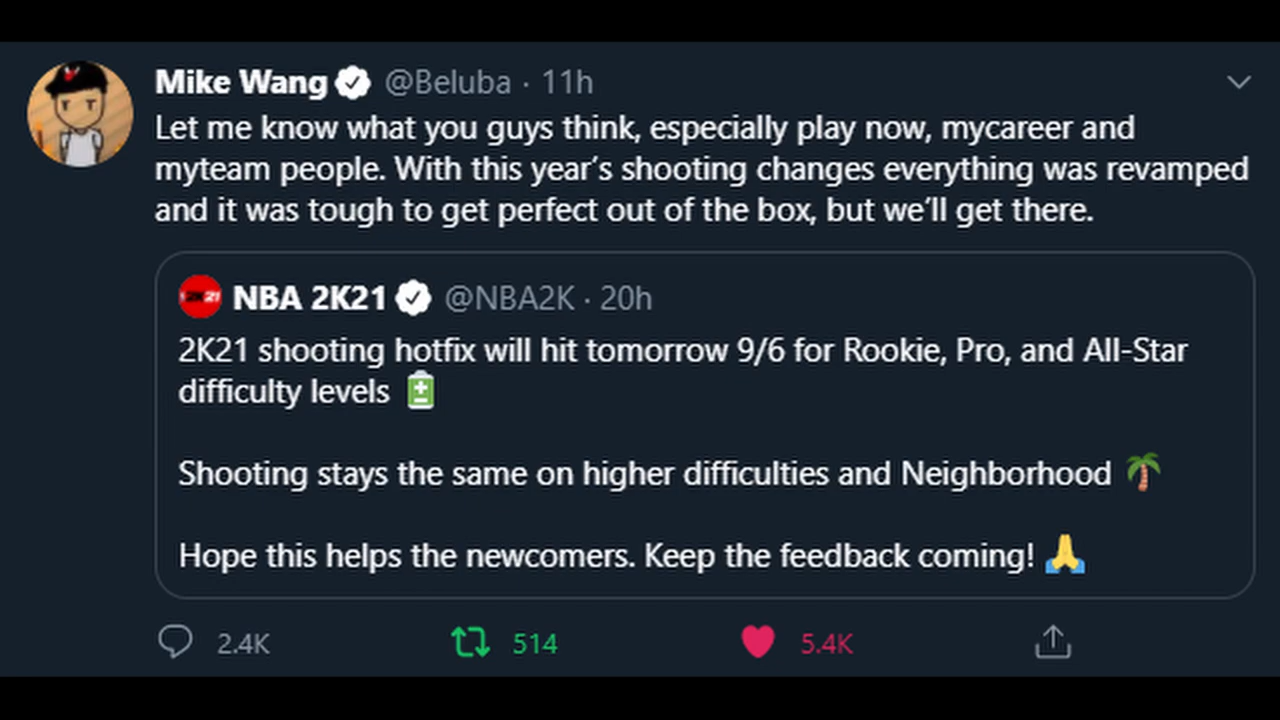 Mike Wang @Beluba · 11h
Let me know what you guys think, especially play now, mycareer and
myteam people. With this year's shooting changes everything was revamped
and it was tough to get perfect out of the box, but we'll get there.
2K21
NBA 2K21 @NBA2K · 20h
2K21 shooting hotfix will hit tomorrow 9/6 for Rookie, Pro, and All-Star
difficulty levels 🔋
Shooting stays the same on higher difficulties and Neighborhood 🌴
Hope this helps the newcomers. Keep the feedback coming! 🙏
2.4K 514 5.4K